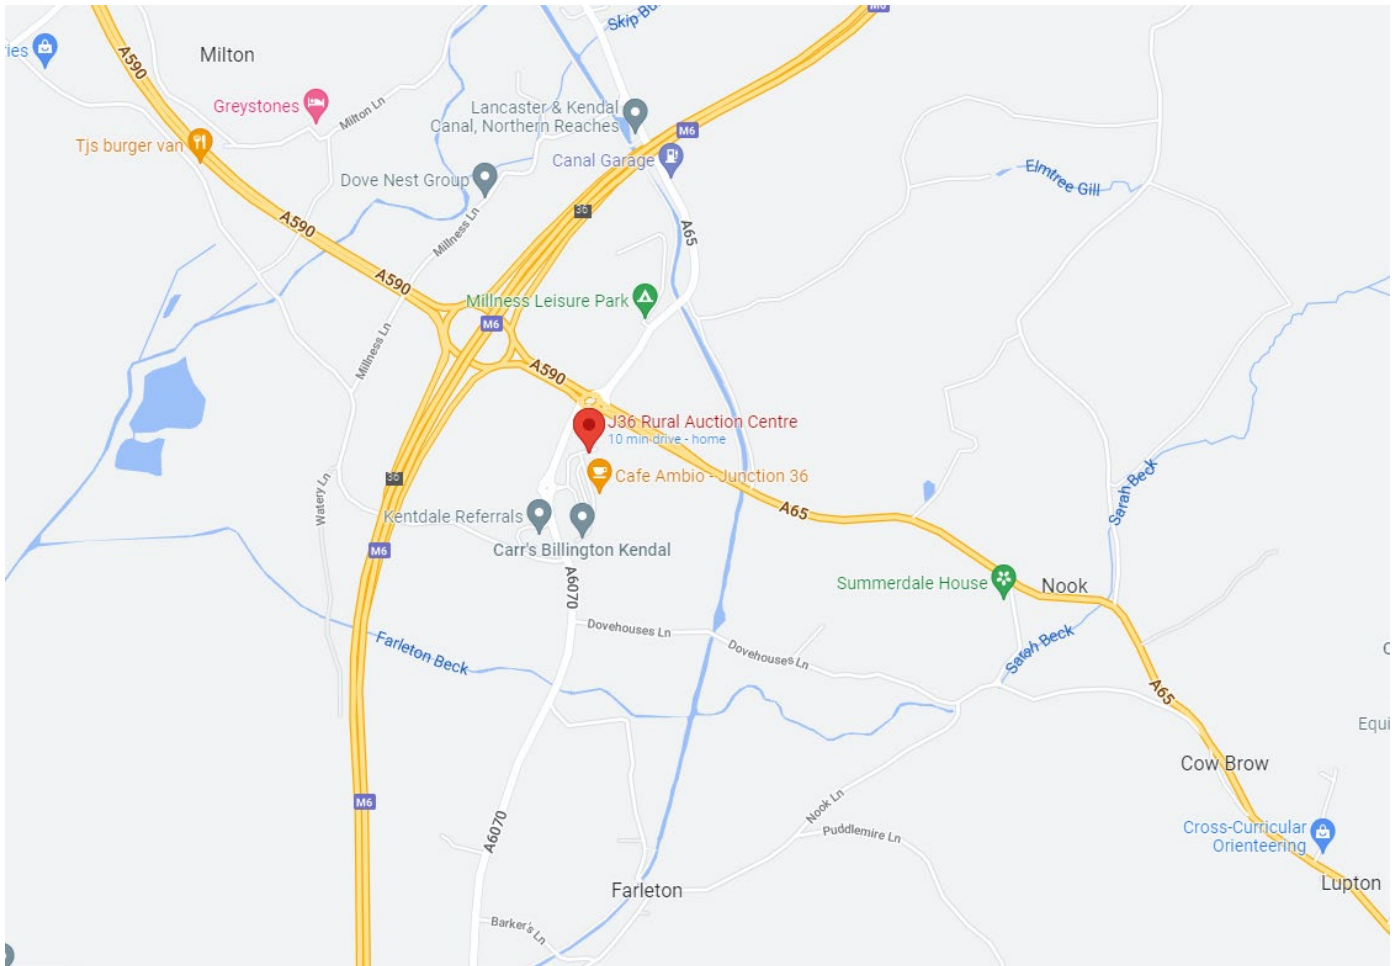 Skip Bo
M6
ies
A590
Milton
Greystones
Milton Ln
Lancaster & Kendal
Canal, Northern Reaches
M6
Tjs burger van
Canal Garage
Dove Nest Group
Elmtree Gill
36
A590
Millness Ln
A65
A590
Millness Leisure Park
M6
Millness Ln
A590
J36 Rural Auction Centre
10 min drive - home
Cafe Ambio - Junction 36
36
Watery Ln
Sarah Beck
A65
Kentdale Referrals
Carr's Billington Kendal
M6
A6070
Summerdale House
Nook
Dovehouses Ln
Farleton Beck
Dovehouses Ln
Sarah Beck
A65
Equi
Cow Brow
M6
Nook Ln
A6070
Puddlemire Ln
Cross-Curricular
Orienteering
Farleton
Lupton
Barker's Ln